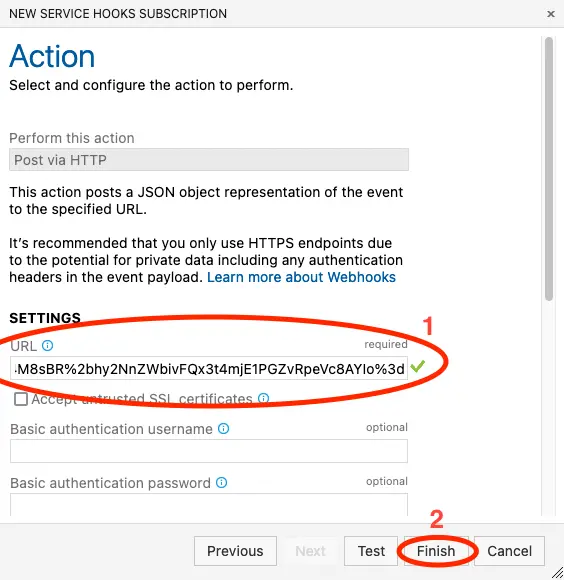 NEW SERVICE HOOKS SUBSCRIPTION ×
Action
Select and configure the action to perform.
Perform this action
Post via HTTP
This action posts a JSON object representation of the event
to the specified URL.
It's recommended that you only use HTTPS endpoints due
to the potential for private data including any authentication
headers in the event payload. Learn more about Webhooks
1
SETTINGS
URL required
M8sBR%2bhy2NnZWbivFQx3t4mjE1PGZvRpeVc8AYIo%3d
Accept untrusted SSL certificates
Basic authentication username optional
Basic authentication password optional
2
Previous Next Test Finish Cancel